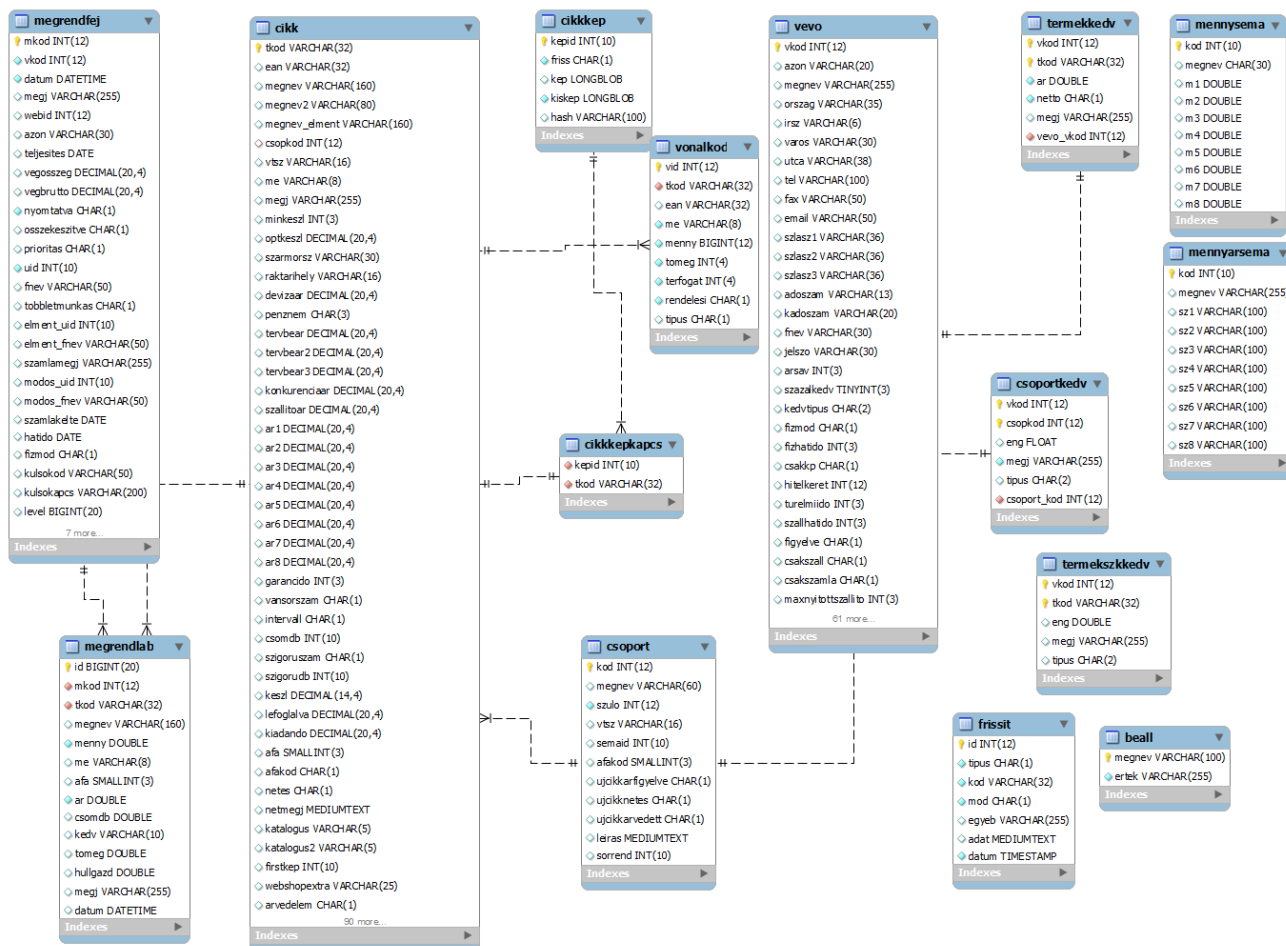 megrendfej
mkod INT(12)
vkod INT(12)
datum DATETIME
megj VARCHAR(255)
webid INT(12)
azon VARCHAR(30)
teljesites DATE
vegosszeg DECIMAL(20,4)
vegbrutto DECIMAL(20,4)
nyomtatva CHAR(1)
osszekeszitve CHAR(1)
prioritas CHAR(1)
uid INT(10)
fnev VARCHAR(50)
tobbletmunkas CHAR(1)
elment_uid INT(10)
elment_fnev VARCHAR(50)
szamlamegj VARCHAR(255)
modos_uid INT(10)
modos_fnev VARCHAR(50)
szamlakelte DATE
hatido DATE
fizmod CHAR(1)
kulsokod VARCHAR(50)
kulsokapcs VARCHAR(200)
level BIGINT(20)
7 more...
Indexes
megrendlab
id BIGINT(20)
mkod INT(12)
tkod VARCHAR(32)
megnev VARCHAR(160)
menny DOUBLE
me VARCHAR(8)
afa SMALLINT(3)
ar DOUBLE
csomdb DOUBLE
kedv VARCHAR(10)
tomeg DOUBLE
hullgazd DOUBLE
megj VARCHAR(255)
datum DATETIME
Indexes
cikk
tkod VARCHAR(32)
ean VARCHAR(32)
megnev VARCHAR(160)
megnev2 VARCHAR(80)
megnev_elment VARCHAR(160)
csopkod INT(12)
vtsz VARCHAR(16)
me VARCHAR(8)
megj VARCHAR(255)
minkeszl INT(3)
optkeszl DECIMAL(20,4)
szarmorsz VARCHAR(30)
raktarihely VARCHAR(16)
devizaar DECIMAL(20,4)
penznem CHAR(3)
tervbear DECIMAL(20,4)
tervbear2 DECIMAL(20,4)
tervbear3 DECIMAL(20,4)
konkurenciaar DECIMAL(20,4)
szallitoar DECIMAL(20,4)
ar1 DECIMAL(20,4)
ar2 DECIMAL(20,4)
ar3 DECIMAL(20,4)
ar4 DECIMAL(20,4)
ar5 DECIMAL(20,4)
ar6 DECIMAL(20,4)
ar7 DECIMAL(20,4)
ar8 DECIMAL(20,4)
garancido INT(3)
vansorszam CHAR(1)
intervall CHAR(1)
csomdb INT(10)
szigoruszam CHAR(1)
szigorudb INT(10)
keszl DECIMAL(14,4)
lefoglalva DECIMAL(20,4)
kiadando DECIMAL(20,4)
afa SMALLINT(3)
afakod CHAR(1)
netes CHAR(1)
netmegj MEDIUMTEXT
katalogus VARCHAR(5)
katalogus2 VARCHAR(5)
firstkep INT(10)
webshopextra VARCHAR(25)
arvedelem CHAR(1)
90 more...
Indexes
cikkkep
kepid INT(10)
friss CHAR(1)
kep LONGBLOB
kiskep LONGBLOB
hash VARCHAR(100)
Indexes
vonalkod
vid INT(12)
tkod VARCHAR(32)
ean VARCHAR(32)
me VARCHAR(8)
menny BIGINT(12)
tomeg INT(4)
terfogat INT(4)
rendelesi CHAR(1)
tipus CHAR(1)
Indexes
cikkkepkapcs
kepid INT(10)
tkod VARCHAR(32)
Indexes
csoport
kod INT(12)
megnev VARCHAR(60)
szulo INT(12)
vtsz VARCHAR(16)
semaid INT(10)
afakod SMALLINT(3)
ujcikkarfigyelve CHAR(1)
ujcikknetes CHAR(1)
ujcikkarvedett CHAR(1)
leiras MEDIUMTEXT
sorrend INT(10)
Indexes
vevo
vkod INT(12)
azon VARCHAR(20)
megnev VARCHAR(255)
orszag VARCHAR(35)
irsz VARCHAR(6)
varos VARCHAR(30)
utca VARCHAR(38)
tel VARCHAR(100)
fax VARCHAR(50)
email VARCHAR(50)
szlasz1 VARCHAR(36)
szlasz2 VARCHAR(36)
szlasz3 VARCHAR(36)
adoszam VARCHAR(13)
kadoszam VARCHAR(20)
fnev VARCHAR(30)
jelszo VARCHAR(30)
arsav INT(3)
szazalkedv TINYINT(3)
kedvtipus CHAR(2)
fizmod CHAR(1)
fizhatido INT(3)
csakkp CHAR(1)
hitelkeret INT(12)
turelmiido INT(3)
szallhatido INT(3)
figyelve CHAR(1)
csakszall CHAR(1)
csakszamla CHAR(1)
maxnyitottszallito INT(3)
61 more...
Indexes
termekkedv
vkod INT(12)
tkod VARCHAR(32)
ar DOUBLE
netto CHAR(1)
megj VARCHAR(255)
vevo_vkod INT(12)
Indexes
mennysema
kod INT(10)
megnev CHAR(30)
m1 DOUBLE
m2 DOUBLE
m3 DOUBLE
m4 DOUBLE
m5 DOUBLE
m6 DOUBLE
m7 DOUBLE
m8 DOUBLE
Indexes
mennyarsema
kod INT(10)
megnev VARCHAR(255)
sz1 VARCHAR(100)
sz2 VARCHAR(100)
sz3 VARCHAR(100)
sz4 VARCHAR(100)
sz5 VARCHAR(100)
sz6 VARCHAR(100)
sz7 VARCHAR(100)
sz8 VARCHAR(100)
Indexes
csoportkedv
vkod INT(12)
csopkod INT(12)
eng FLOAT
megj VARCHAR(255)
tipus CHAR(2)
csoport_kod INT(12)
Indexes
termekszkkedv
vkod INT(12)
tkod VARCHAR(32)
eng DOUBLE
megj VARCHAR(255)
tipus CHAR(2)
Indexes
frissit
id INT(12)
tipus CHAR(1)
kod VARCHAR(32)
mod CHAR(1)
egyeb VARCHAR(255)
adat MEDIUMTEXT
datum TIMESTAMP
Indexes
beall
megnev VARCHAR(100)
ertek VARCHAR(255)
Indexes